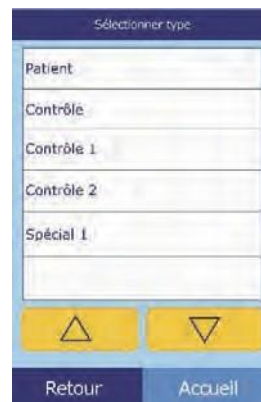 Sélectionner type
Patient
Contrôle
Contrôle 1
Contrôle 2
Spécial 1
Retour Accueil